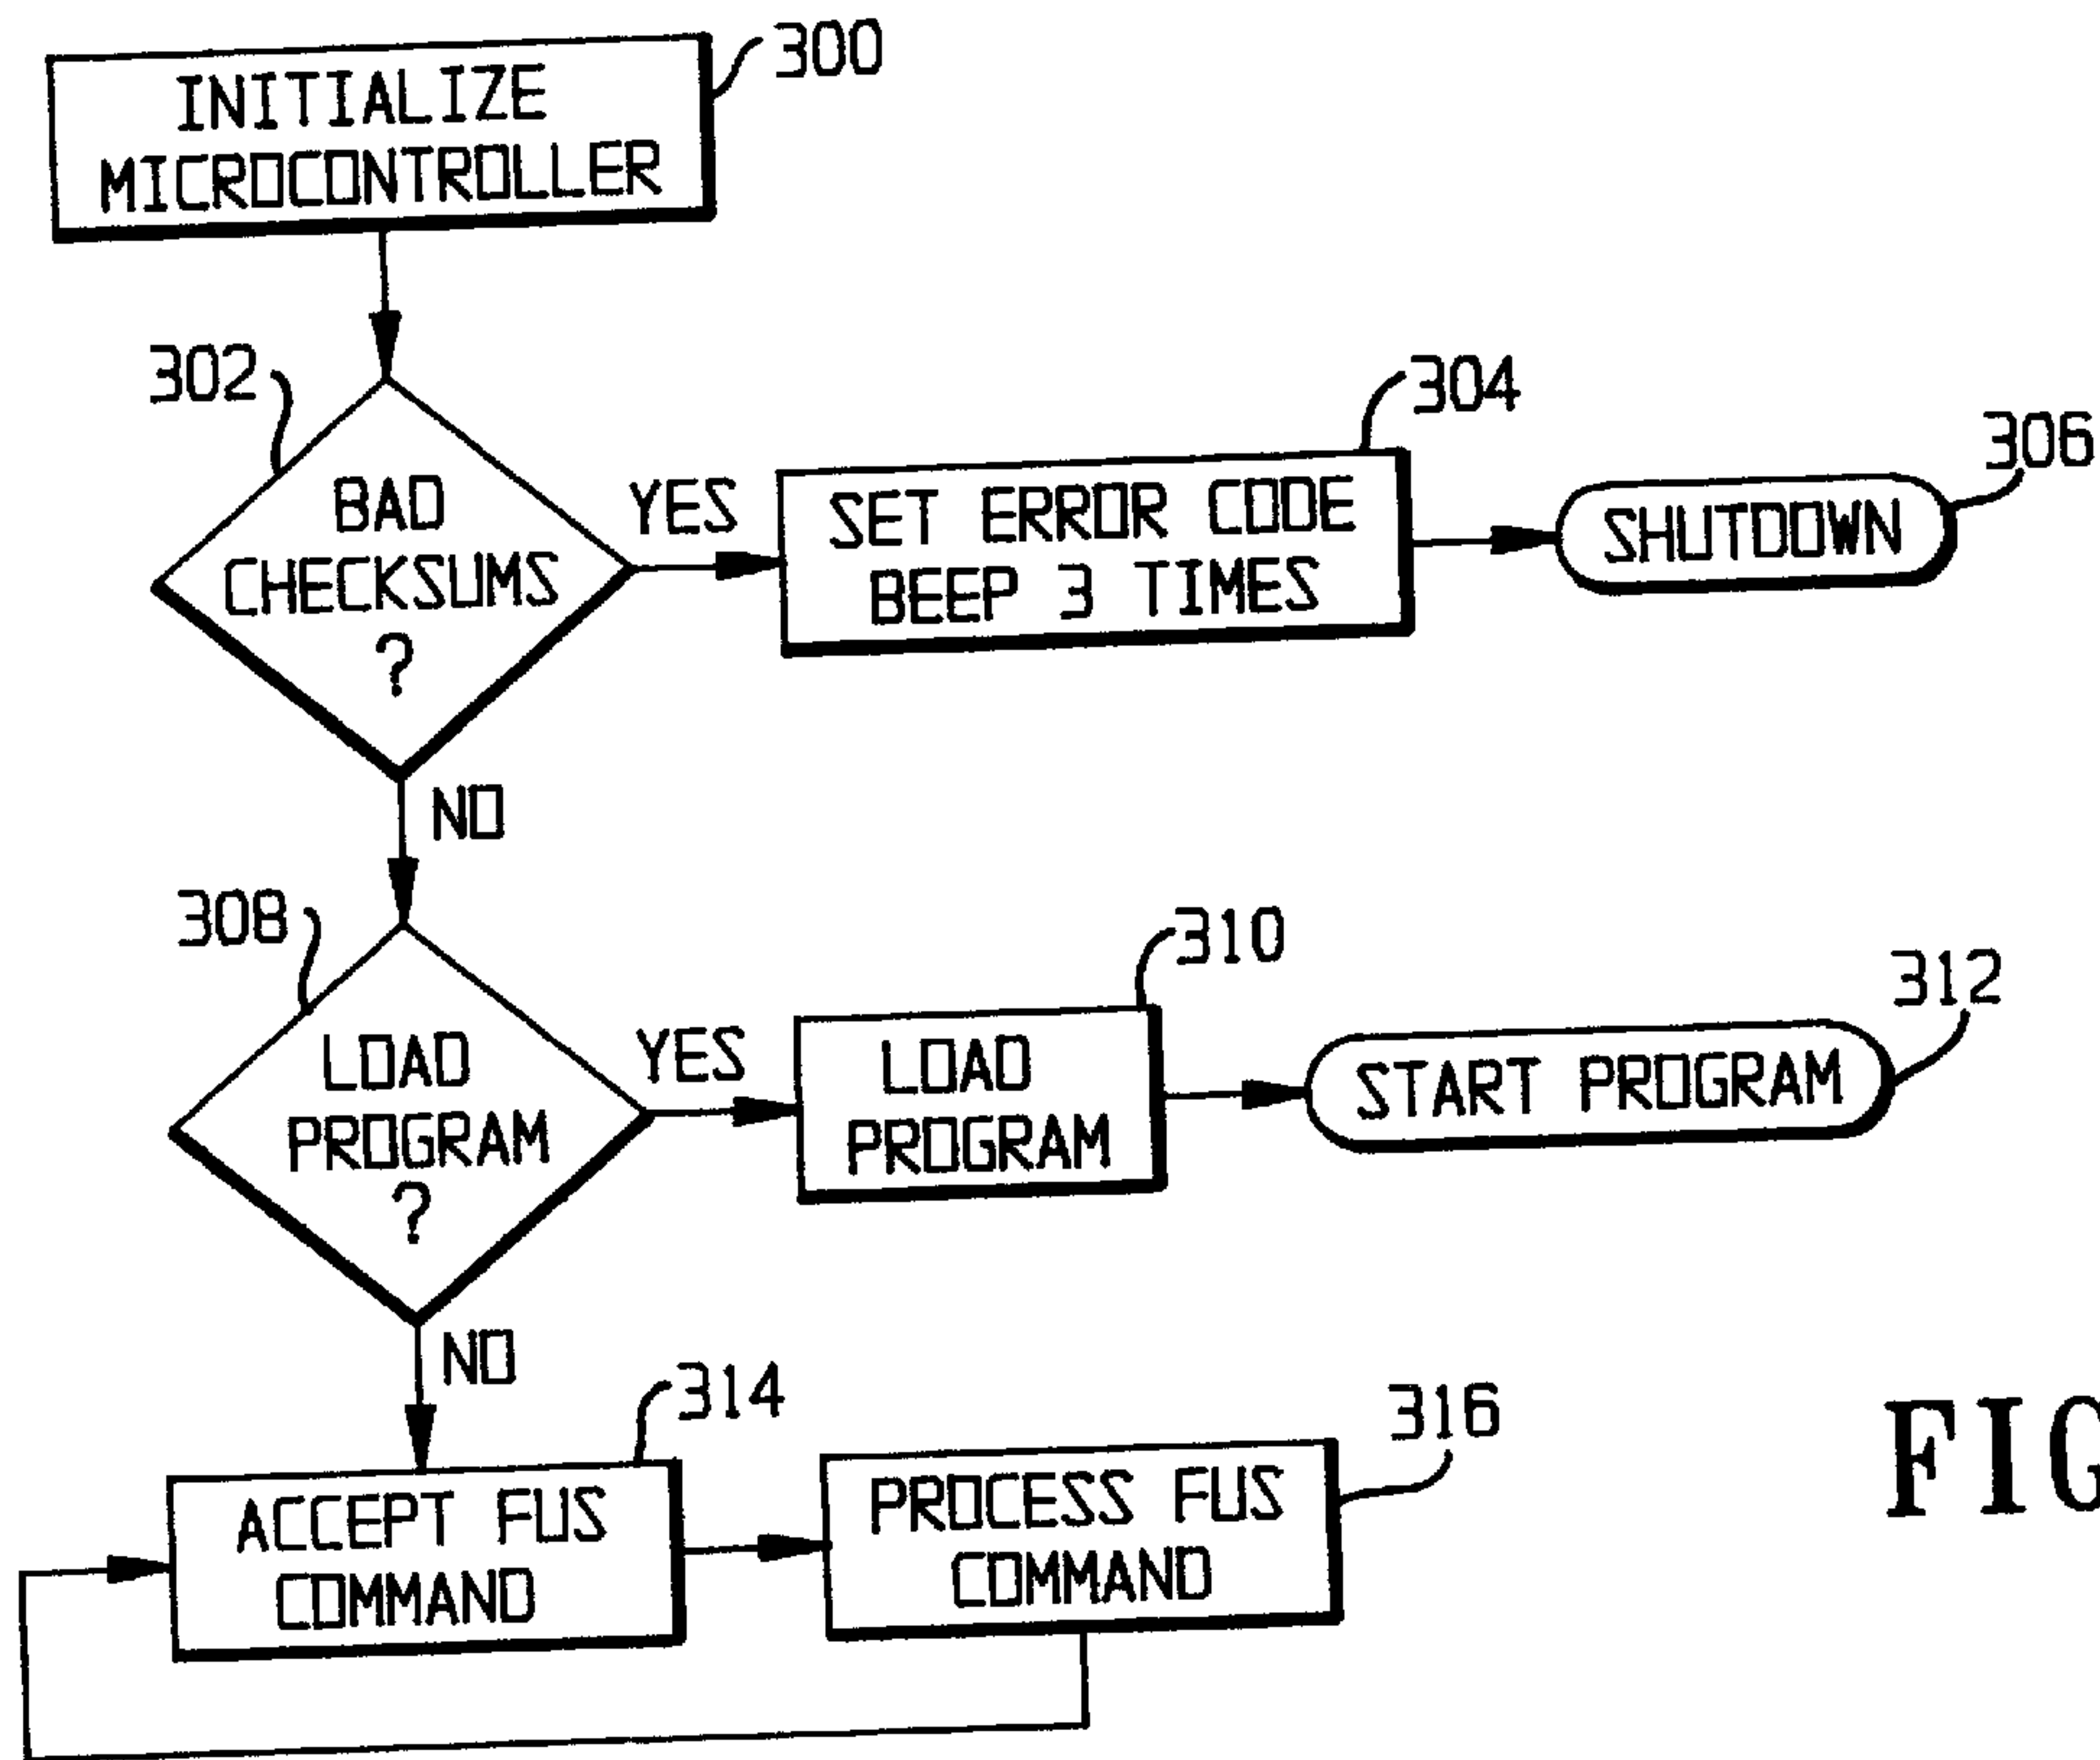 300
INITIALIZE
MICROCONTROLLER
302
BAD
CHECKSUMS
?
YES
304
SET ERROR CODE
BEEP 3 TIMES
306
SHUTDOWN
NO
308
LOAD
PROGRAM
?
YES
310
LOAD
PROGRAM
312
START PROGRAM
NO
314
ACCEPT FUS
COMMAND
316
PROCESS FUS
COMMAND